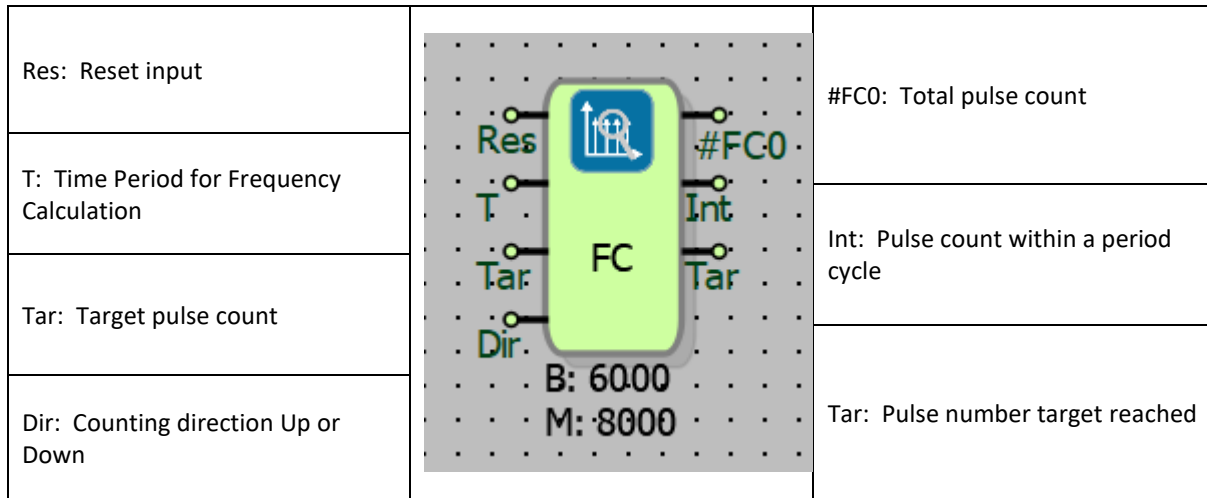 Res: Reset input
T: Time Period for Frequency
Calculation
Tar: Target pulse count
Dir: Counting direction Up or
Down
Res
T
Tar
Dir
FC
#FC0
Int
Tar
B: 6000
M: 8000
#FC0: Total pulse count
Int: Pulse count within a period
cycle
Tar: Pulse number target reached